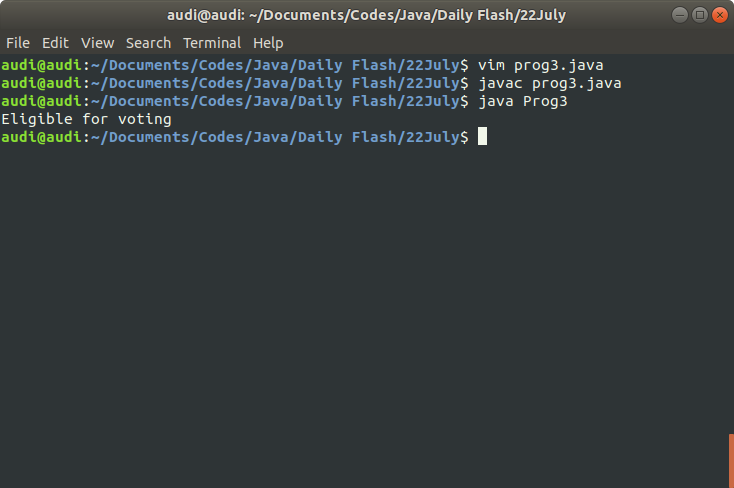 audi@audi: ~/Documents/Codes/Java/Daily Flash/22July
File Edit View Search Terminal Help
audi@audi:~/Documents/Codes/Java/Daily Flash/22July$ vim prog3.java
audi@audi:~/Documents/Codes/Java/Daily Flash/22July$ javac prog3.java
audi@audi:~/Documents/Codes/Java/Daily Flash/22July$ java Prog3
Eligible for voting
audi@audi:~/Documents/Codes/Java/Daily Flash/22July$